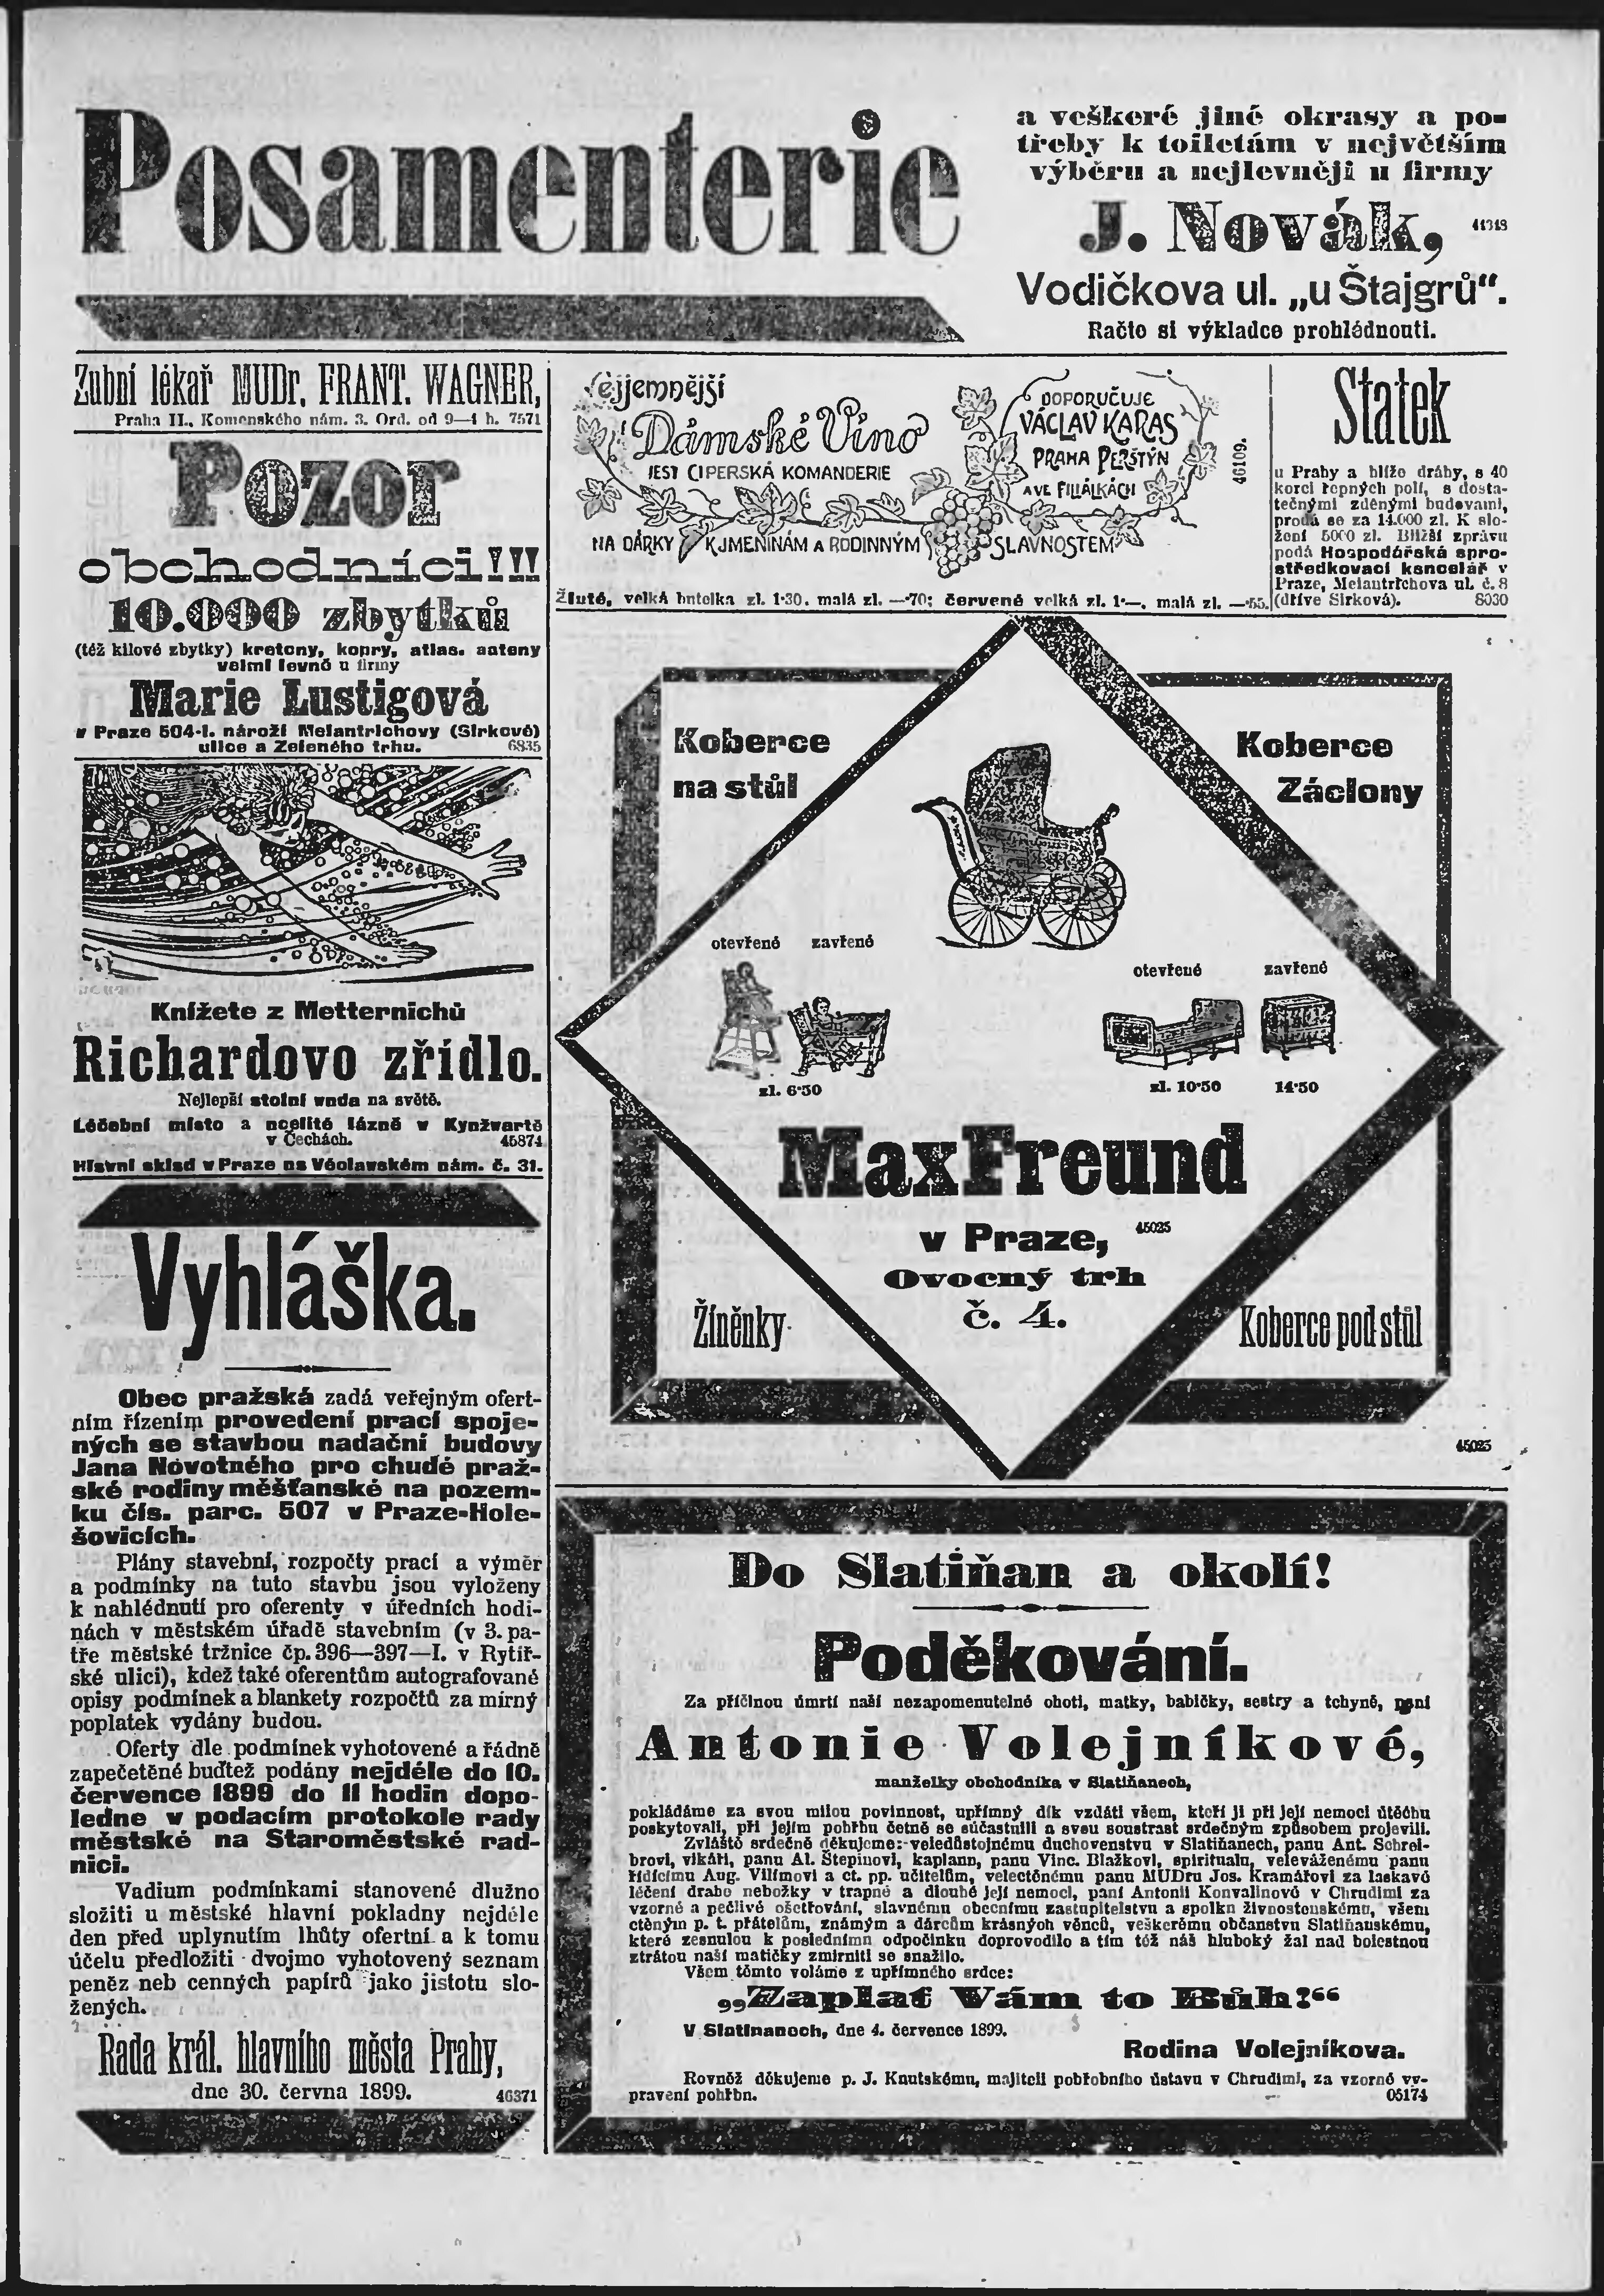 Posamenterie
a veškeré jiné okrasy a po-
třeby k toiletám v největším
výběru a nejlevněji u firmy
J. Novák,
41348
Vodičkova ul. „u Štajgrů“.
Račte si výkladce prohlédnouti.
Zubní lékař MUDr. FRANT. WAGNER,
Praha II., Komenského nám. 3. Ord. od 9—4 h. 7571
Pozor
obchodníci!!!
10.000 zbytků
(též kilové zbytky) kretony, kopry, atlas. satény
velmi levně u firmy
Marie Lustigová
v Praze 504-I. nároží Melantrichovy (Sirkové)
ulice a Zeleného trhu. 6835
Knížete z Metternichů
Richardovo zřídlo.
Nejlepší stolní voda na světě.
Léčební místo a ocelité lázně v Kynžwartě
v Čechách. 45874
Hlavní sklad v Praze na Václavském nám. č. 31.
Vyhláška.
Obec pražská zadá veřejným ofert-
ním řízením provedení prací spoje-
ných se stavbou nadační budovy
Jana Novotného pro chudé praž-
ské rodiny měšťanské na pozem-
ku čís. parc. 507 v Praze-Hole-
šovicích.
Plány stavební, rozpočty prací a výměr
a podmínky na tuto stavbu jsou vyloženy
k nahlédnutí pro oferenty v úředních hodi-
nách v městském úřadě stavebním (v 3. pa-
tře městské tržnice čp. 396—397—I. v Rytíř-
ské ulici), kdež také oferentům autografované
opisy podmínek a blankety rozpočtů za mírný
poplatek vydány budou.
Oferty dle podmínek vyhotovené a řádně
zapečetěné buďtež podány nejdéle do 10.
července 1899 do 11 hodin dopo-
ledne v podacím protokole rady
městské na Staroměstské rad-
nici.
Vadium podmínkami stanovené dlužno
složiti u městské hlavní pokladny nejdéle
den před uplynutím lhůty ofertní a k tomu
účelu předložiti dvojmo vyhotovený seznam
peněz neb cenných papírů jako jistotu slo-
žených.
Rada král. hlavního města Prahy,
dne 30. června 1899. 46371
Nejjemnější
Dámské Víno
JEST CIPERSKÁ KOMANDERIE
DOPORUČUJE
VÁCLAV KARAS
PRAHA PERŠTÝN
A VE FILIÁLKÁCH
NA DÁRKY K JMENINÁM A RODINNÝM SLAVNOSTEM
46109.
Žluté, velká butelka zl. 1·30, malá zl. —·70; červené velká zl. 1·—, malá zl. —·55.
Statek
u Prahy a blíže dráhy, s 40
korci řepných polí, s dosta-
tečnými zděnými budovami,
prodá se za 14.000 zl. K slo-
žení 5000 zl. Bližší zprávu
podá Hospodářská spro-
středkovací kancelář v
Praze, Melantrichova ul. č. 8
(dříve Sirková). 8030
Koberce
na stůl
Koberce
Záclony
otevřené zavřené
otevřené zavřené
zl. 6·50
zl. 10·50 14·50
Max Freund
v Praze, 45025
Ovocný trh
č. 4.
Žíněnky
Koberce pod stůl
45025
Do Slatiňan a okolí!
Poděkování.
Za příčinou úmrtí naší nezapomenutelné choti, matky, babičky, sestry a tchyně, paní
Antonie Volejníkové,
manželky obchodníka v Slatiňanech,
pokládáme za svou milou povinnost, upřímný dík vzdáti všem, kteří jí při její nemoci útěchu
poskytovali, při jejím pohřbu četně se súčastnili a svou soustrast srdečným způsobem projevili.
Zvláště srdečně děkujeme: veledůstojnému duchovenstvu v Slatiňanech, panu Ant. Schrei-
brovi, vikáři, panu Al. Štepinovi, kaplanu, panu Vinc. Blažkovi, spirituálu, veleváženému panu
řídícímu Aug. Vilímovi a ct. pp. učitelům, velectěnému panu MUDru Jos. Kramářovi za laskavé
léčení drahé nebožky v trapné a dlouhé její nemoci, paní Antonii Konvalinové v Chrudimi za
vzorné a pečlivé ošetřování, slavnému obecnímu zastupitelstvu a spolku živnostenskému, všem
ctěným p. t. přátelům, známým a dárcům krásných věnců, veškerému občanstvu Slatiňanskému,
které zesnulou k poslednímu odpočinku doprovodilo a tím též náš hluboký žal nad bolestnou
ztrátou naší matičky zmírniti se snažilo.
Všem těmto voláme z upřímného srdce:
„Zaplať Vám to Bůh!“
V Slatiňanech, dne 4. července 1899.
Rodina Volejníkova.
Rovněž děkujeme p. J. Knutskému, majiteli pohřebního ústavu v Chrudimi, za vzorné vy-
pravení pohřbu. 05174